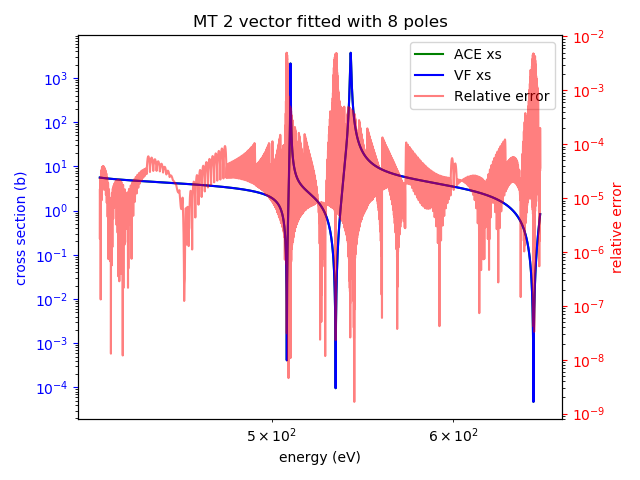 MT 2 vector fitted with 8 poles
ACE xs
VF xs
Relative error
10³
10²
10¹
10⁰
10⁻¹
10⁻²
10⁻³
10⁻⁴
cross section (b)
10⁻²
10⁻³
10⁻⁴
10⁻⁵
10⁻⁶
10⁻⁷
10⁻⁸
10⁻⁹
relative error
5 × 10²
6 × 10²
energy (eV)